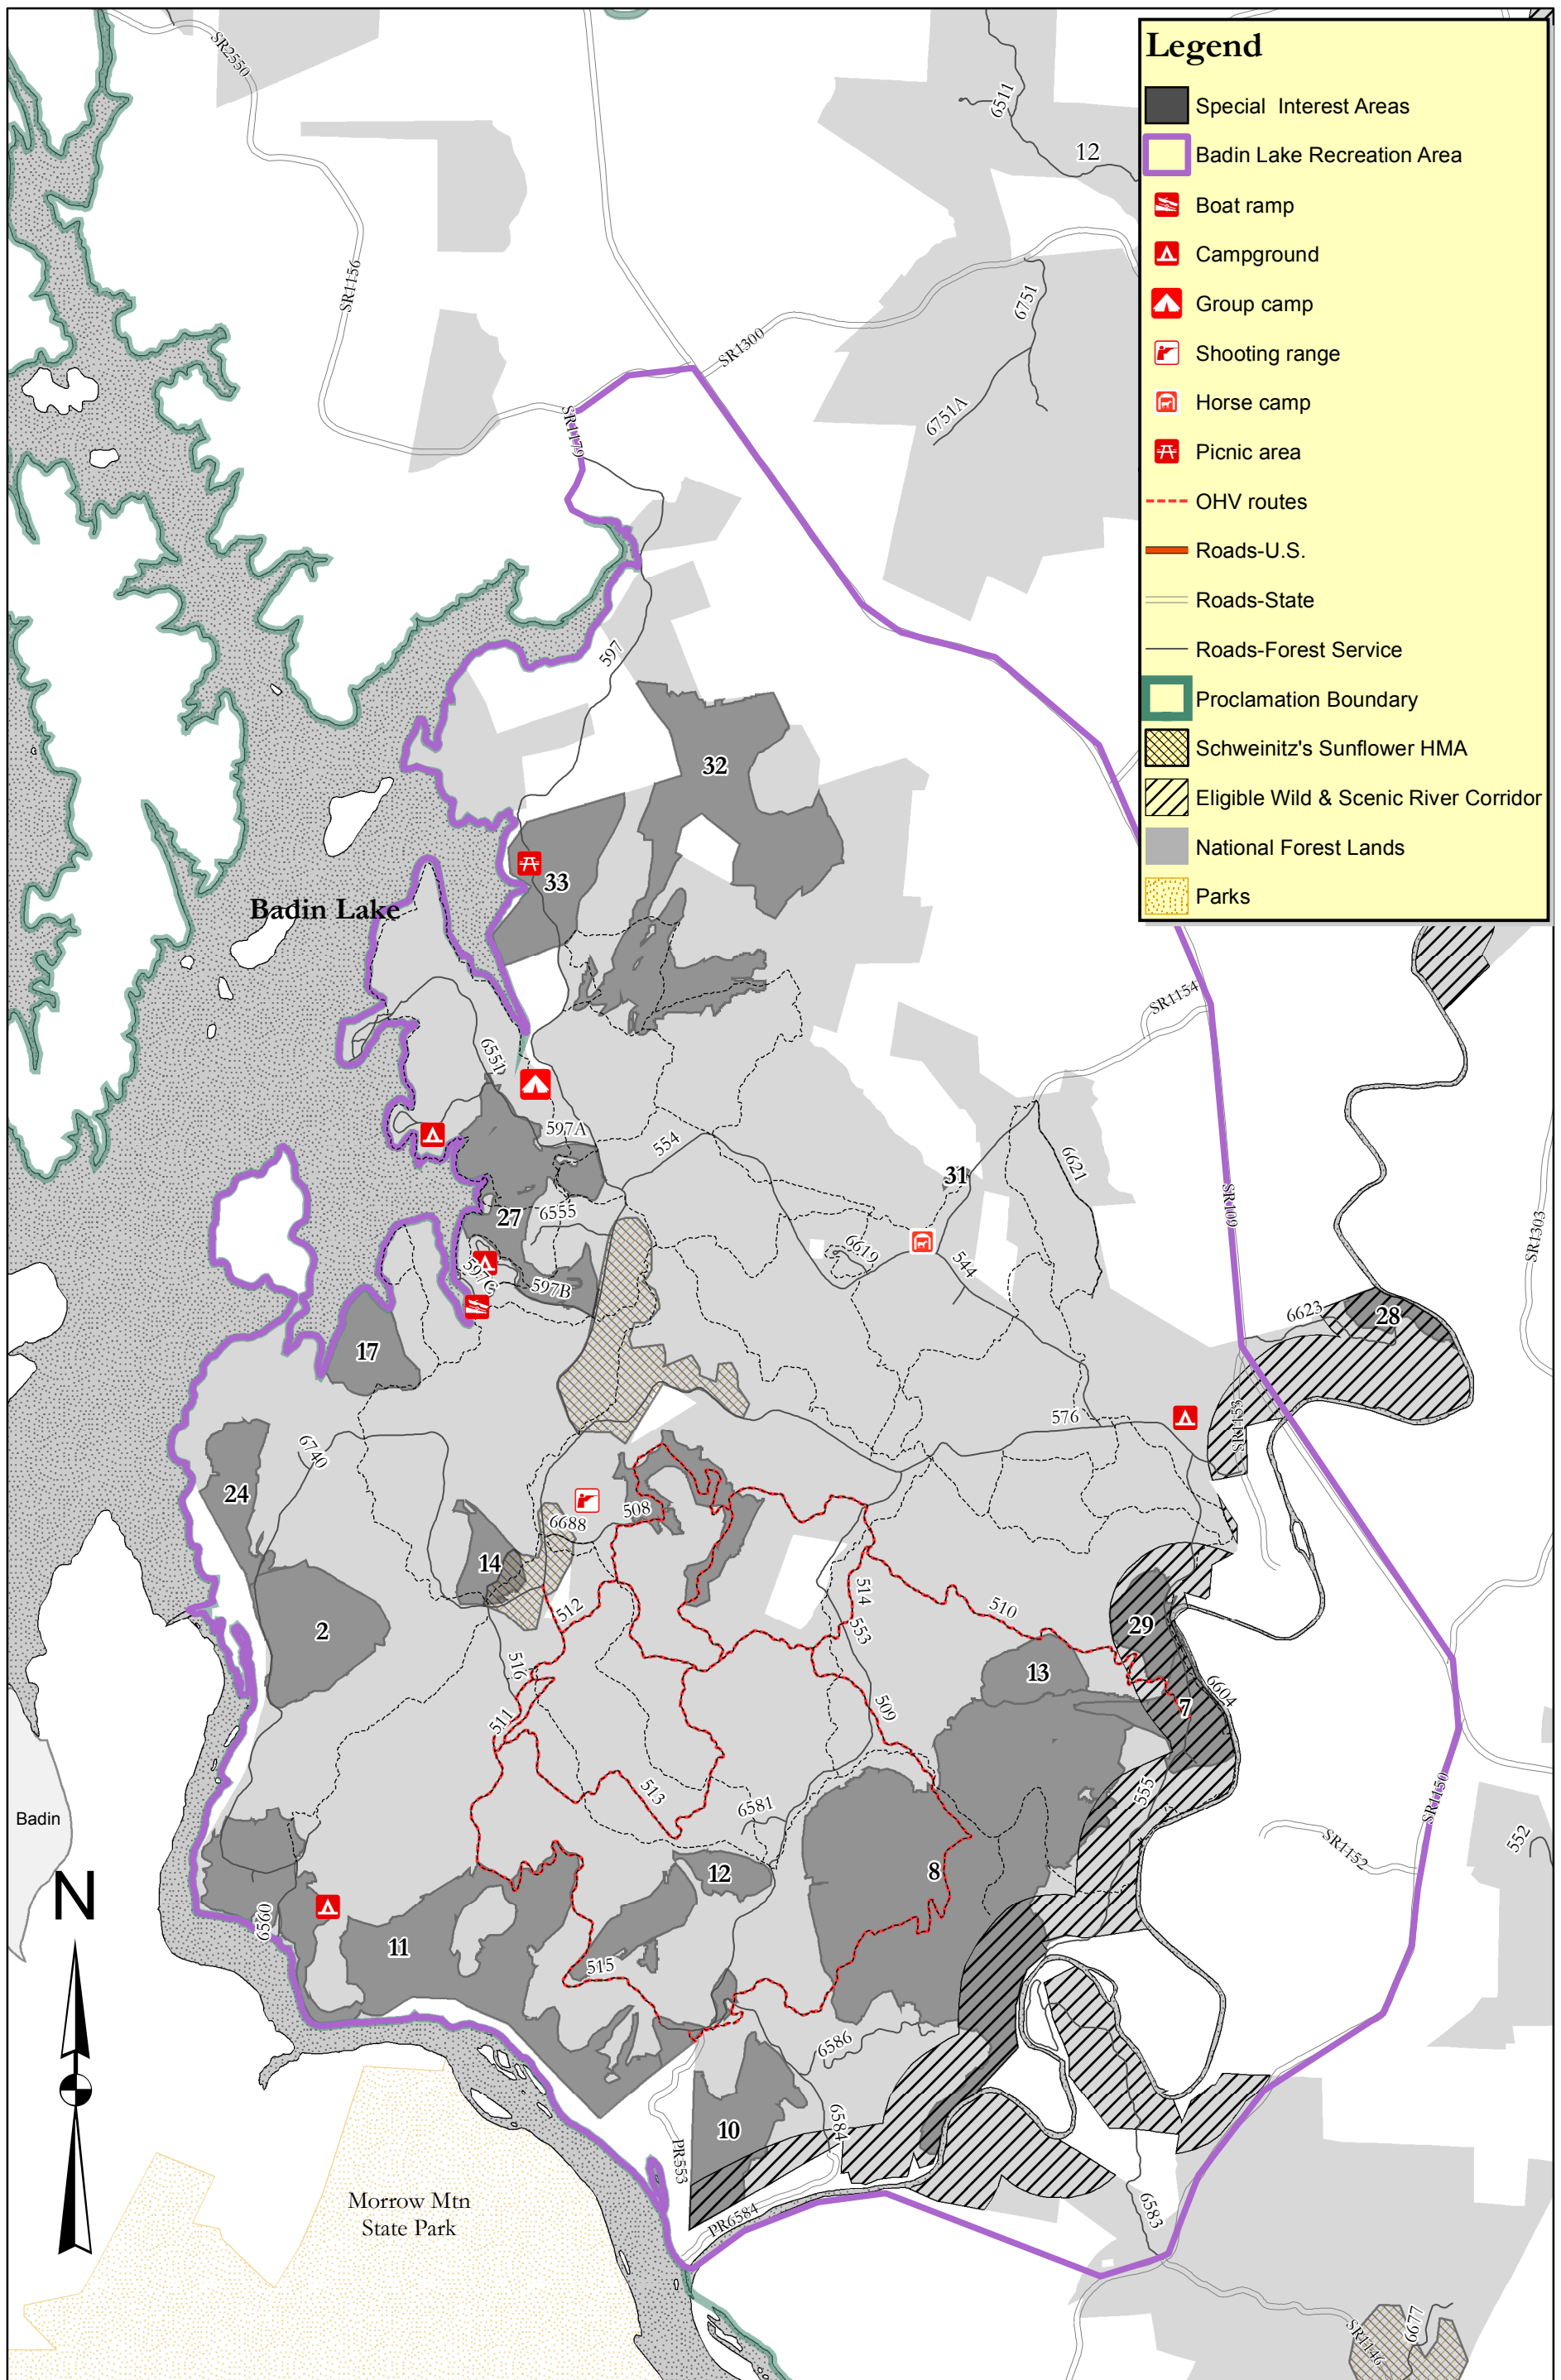 Legend
Special Interest Areas
Badin Lake Recreation Area
Boat ramp
Campground
Group camp
Shooting range
Horse camp
Picnic area
OHV routes
Roads-U.S.
Roads-State
Roads-Forest Service
Proclamation Boundary
Schweinitz's Sunflower HMA
Eligible Wild & Scenic River Corridor
National Forest Lands
Parks
SR2550
6511
12
SR1156
6751
SR1300
6751A
SR1179
597
32
33
Badin Lake
SR1154
6551
597A
554
31
6621
27
6555
SR109
SR1303
6619
544
597C
597B
6623
28
17
576
SR1153
6740
24
508
6688
14
514
512
510
2
553
29
516
13
6604
509
7
511
555
513
6581
SR1150
Badin
SR1152
552
12
8
N
6560
11
515
6586
10
6584
PR553
Morrow Mtn
State Park
PR6584
6583
SR1146
6677